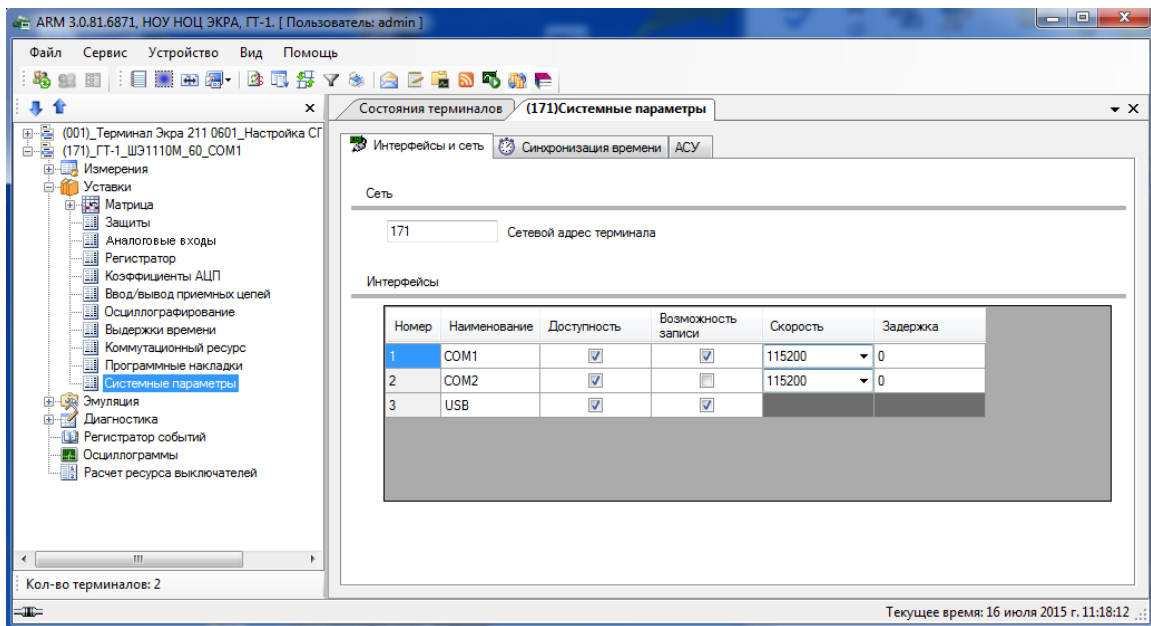 ARM 3.0.81.6871, НОУ НОЦ ЭКРА, ГТ-1. [ Пользователь: admin ]
Файл Сервис Устройство Вид Помощь
Состояния терминалов (171)Системные параметры
(001)_Терминал Экра 211 0601_Настройка СГ
(171)_ГТ-1_ШЭ1110М_60_COM1
Измерения
Уставки
Матрица
Защиты
Аналоговые входы
Регистратор
Коэффициенты АЦП
Ввод/вывод приемных цепей
Осциллографирование
Выдержки времени
Коммутационный ресурс
Программные накладки
Системные параметры
Эмуляция
Диагностика
Регистратор событий
Осциллограммы
Расчет ресурса выключателей
Кол-во терминалов: 2
Интерфейсы и сеть Синхронизация времени АСУ
Сеть
171 Сетевой адрес терминала
Интерфейсы
Номер Наименование Доступность Возможность записи Скорость Задержка
1 COM1 115200 0
2 COM2 115200 0
3 USB
Текущее время: 16 июля 2015 г. 11:18:12